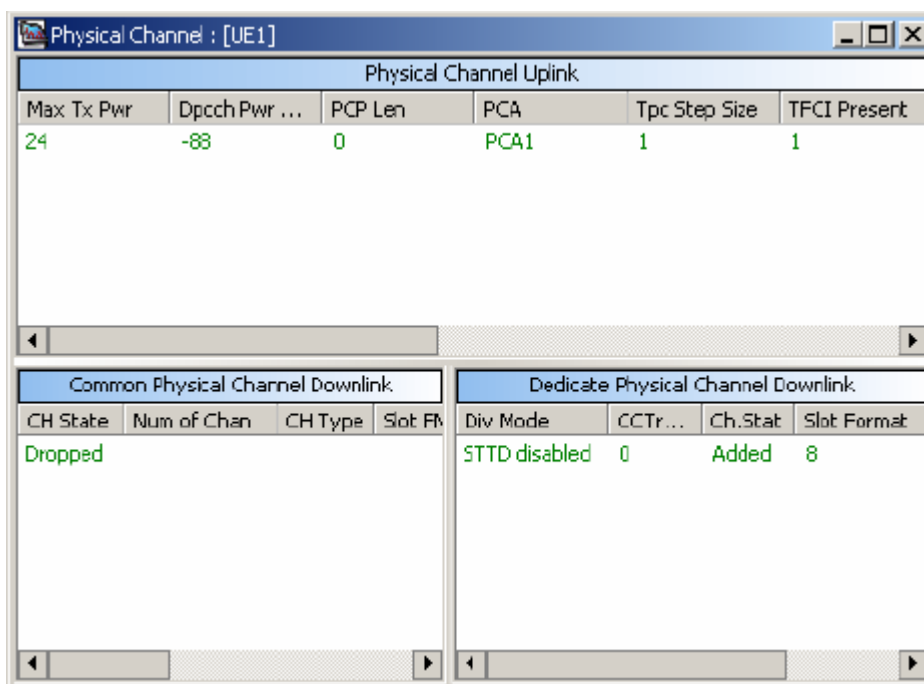 Physical Channel : [UE1]
Physical Channel Uplink
Max Tx Pwr Dpcch Pwr ... PCP Len PCA Tpc Step Size TFCI Present
24 -88 0 PCA1 1 1
Common Physical Channel Downlink
CH State Num of Chan CH Type Slot FM
Dropped
Dedicate Physical Channel Downlink
Div Mode CCTr... Ch.Stat Slot Format
STTD disabled 0 Added 8